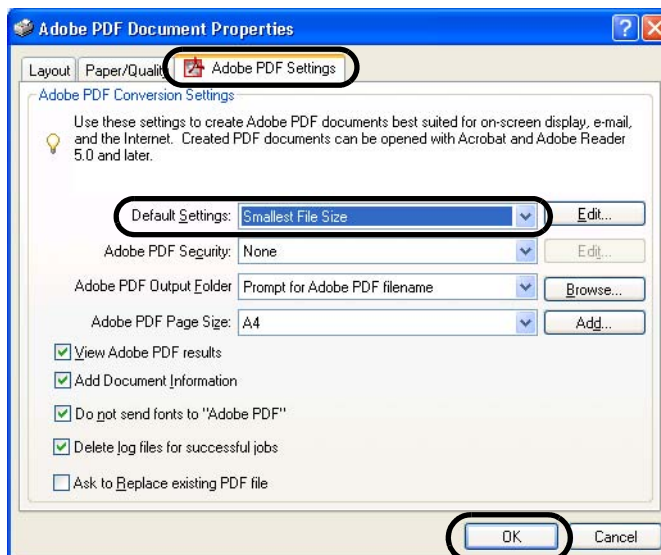 Adobe PDF Document Properties
Layout Paper/Quality Adobe PDF Settings
Adobe PDF Conversion Settings
Use these settings to create Adobe PDF documents best suited for on-screen display, e-mail,
and the Internet. Created PDF documents can be opened with Acrobat and Adobe Reader
5.0 and later.
Default Settings: Smallest File Size Edit...
Adobe PDF Security: None Edit...
Adobe PDF Output Folder Prompt for Adobe PDF filename Browse...
Adobe PDF Page Size: A4 Add...
View Adobe PDF results
Add Document Information
Do not send fonts to "Adobe PDF"
Delete log files for successful jobs
Ask to Replace existing PDF file
OK Cancel